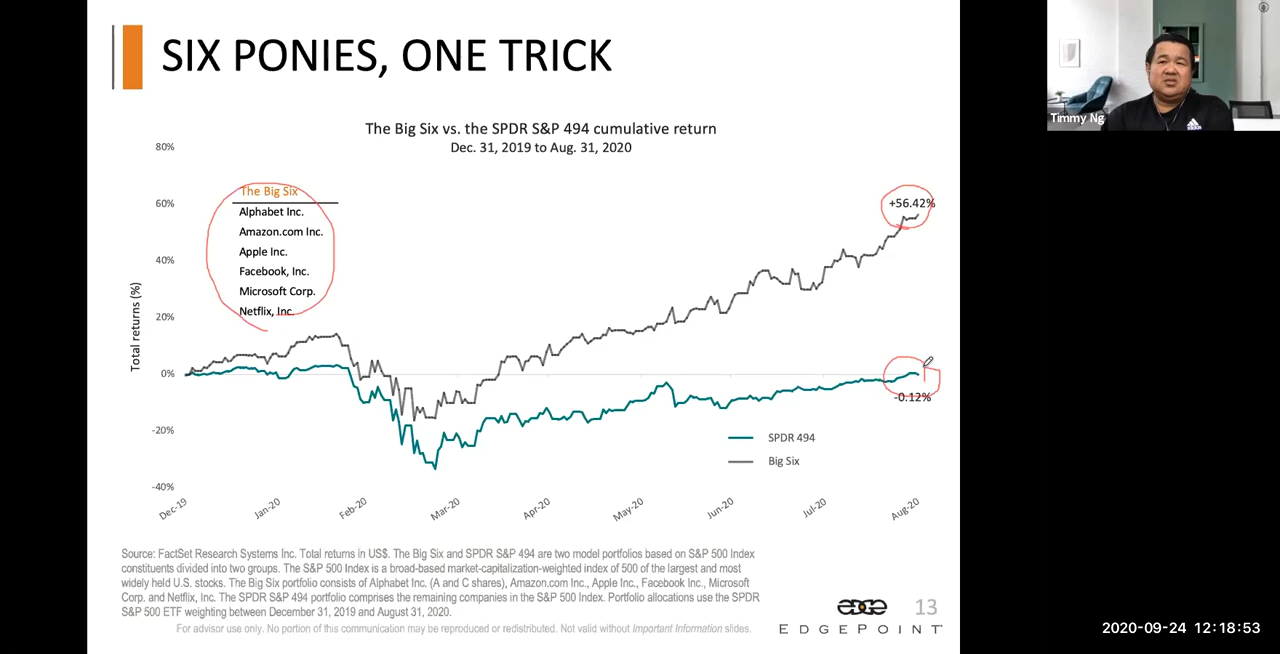 SIX PONIES, ONE TRICK
The Big Six vs. the SPDR S&P 494 cumulative return
Dec. 31, 2019 to Aug. 31, 2020
80%
60%
40%
20%
0%
-20%
-40%
Total returns (%)
The Big Six
Alphabet Inc.
Amazon.com Inc.
Apple Inc.
Facebook, Inc.
Microsoft Corp.
Netflix, Inc.
+56.42%
-0.12%
SPDR 494
Big Six
Dec-19
Jan-20
Feb-20
Mar-20
Apr-20
May-20
Jun-20
Jul-20
Aug-20
Source: FactSet Research Systems Inc. Total returns in US$. The Big Six and SPDR S&P 494 are two model portfolios based on S&P 500 Index
constituents divided into two groups. The S&P 500 Index is a broad-based market-capitalization-weighted index of 500 of the largest and most
widely held U.S. stocks. The Big Six portfolio consists of Alphabet Inc. (A and C shares), Amazon.com Inc., Apple Inc., Facebook Inc., Microsoft
Corp. and Netflix, Inc. The SPDR S&P 494 portfolio comprises the remaining companies in the S&P 500 Index. Portfolio allocations use the SPDR
S&P 500 ETF weighting between December 31, 2019 and August 31, 2020.
For advisor use only. No portion of this communication may be reproduced or redistributed. Not valid without Important Information slides.
EDGE
EDGEPOINT
13
Timmy Ng
2020-09-24 12:18:53